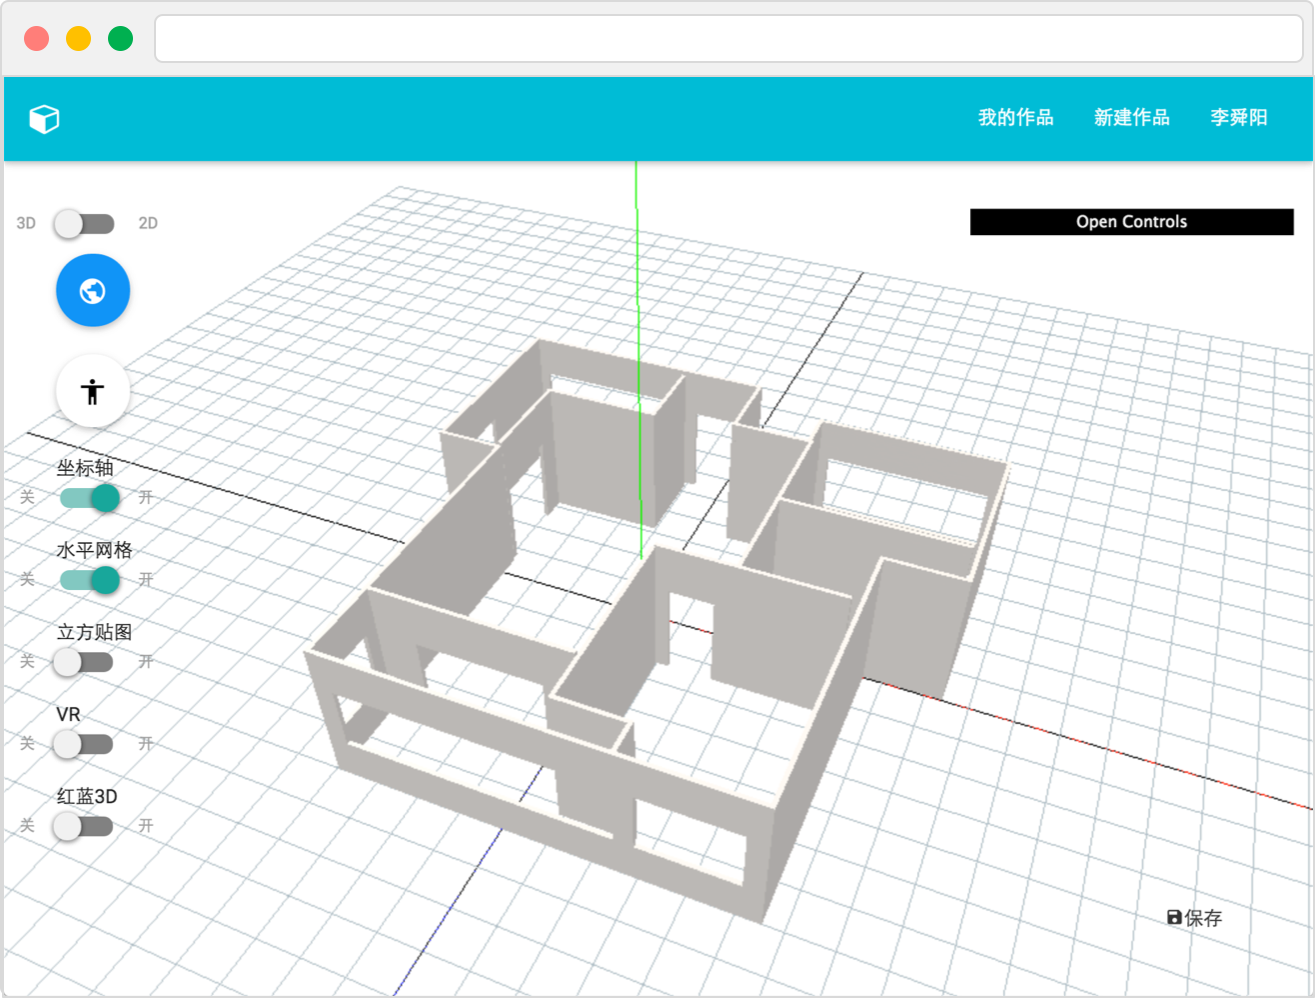 我的作品 新建作品 李舜阳
3D 2D
Open Controls
坐标轴
关 开
水平网格
关 开
立方贴图
关 开
VR
关 开
红蓝3D
关 开
保存